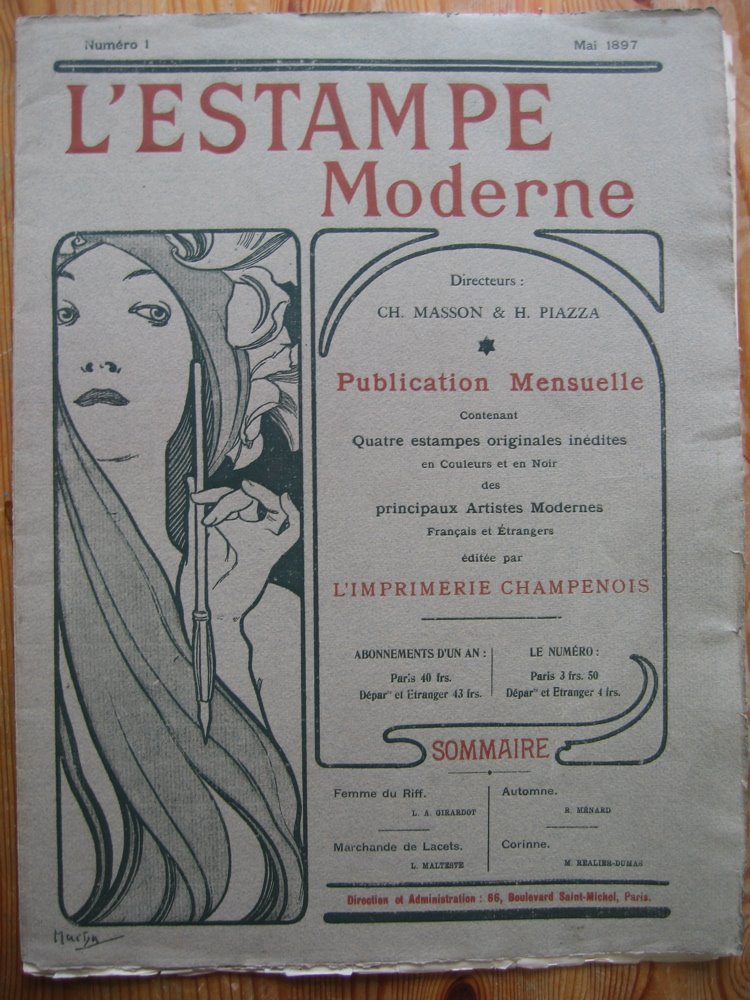 Numéro 1
Mai 1897
L'ESTAMPE
Moderne
Directeurs :
CH. MASSON & H. PIAZZA
Publication Mensuelle
Contenant
Quatre estampes originales inédites
en Couleurs et en Noir
des
principaux Artistes Modernes
Français et Étrangers
éditée par
L'IMPRIMERIE CHAMPENOIS
ABONNEMENTS D'UN AN :
Paris 40 frs.
Dépar.ts et Etranger 43 frs.
LE NUMÉRO :
Paris 3 frs. 50
Dépar.ts et Etranger 4 frs.
SOMMAIRE
Femme du Riff.
L. A. GIRARDOT
Marchande de Lacets.
L. MALTESTE
Automne.
R. MÉNARD
Corinne.
M. REALIER-DUMAS
Direction et Administration : 66, Boulevard Saint-Michel, Paris.
Mucha